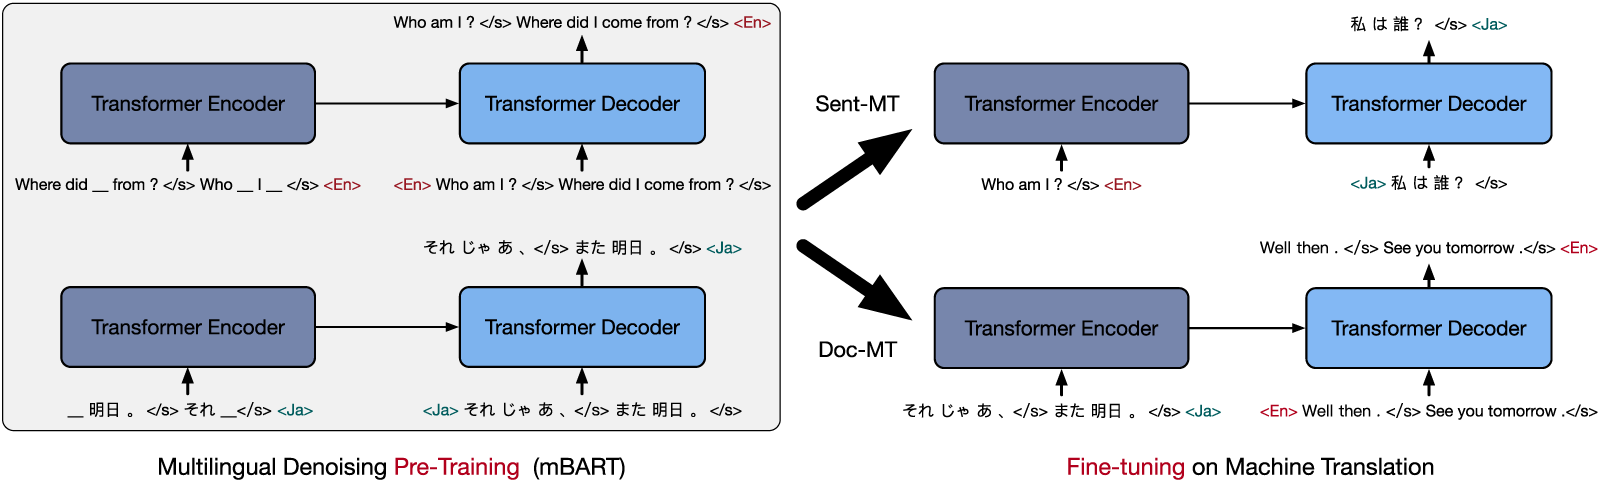 Who am I ? </s> Where did I come from ? </s> <En>
Transformer Encoder
Transformer Decoder
Where did __ from ? </s> Who __ I __ </s> <En>
<En> Who am I ? </s> Where did I come from ? </s>
それ じゃ あ 、</s> また 明日 。 </s> <Ja>
Transformer Encoder
Transformer Decoder
__ 明日 。 </s> それ __</s> <Ja>
<Ja> それ じゃ あ 、</s> また 明日 。 </s>
Multilingual Denoising Pre-Training (mBART)
Sent-MT
Doc-MT
私 は 誰 ? </s> <Ja>
Transformer Encoder
Transformer Decoder
Who am I ? </s> <En>
<Ja> 私 は 誰 ? </s>
Well then . </s> See you tomorrow .</s> <En>
Transformer Encoder
Transformer Decoder
それ じゃ あ 、</s> また 明日 。 </s> <Ja>
<En> Well then . </s> See you tomorrow .</s>
Fine-tuning on Machine Translation